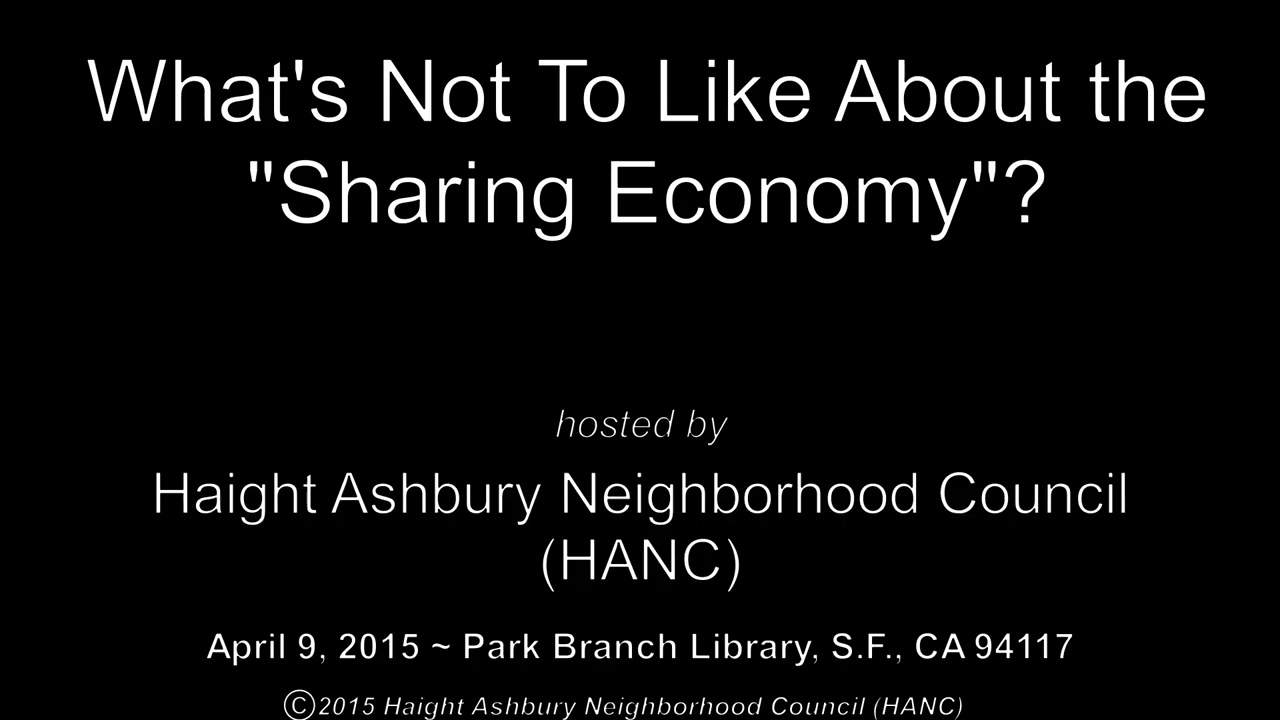 What's Not To Like About the
"Sharing Economy"?
hosted by
Haight Ashbury Neighborhood Council
(HANC)
April 9, 2015 ~ Park Branch Library, S.F., CA 94117
©2015 Haight Ashbury Neighborhood Council (HANC)